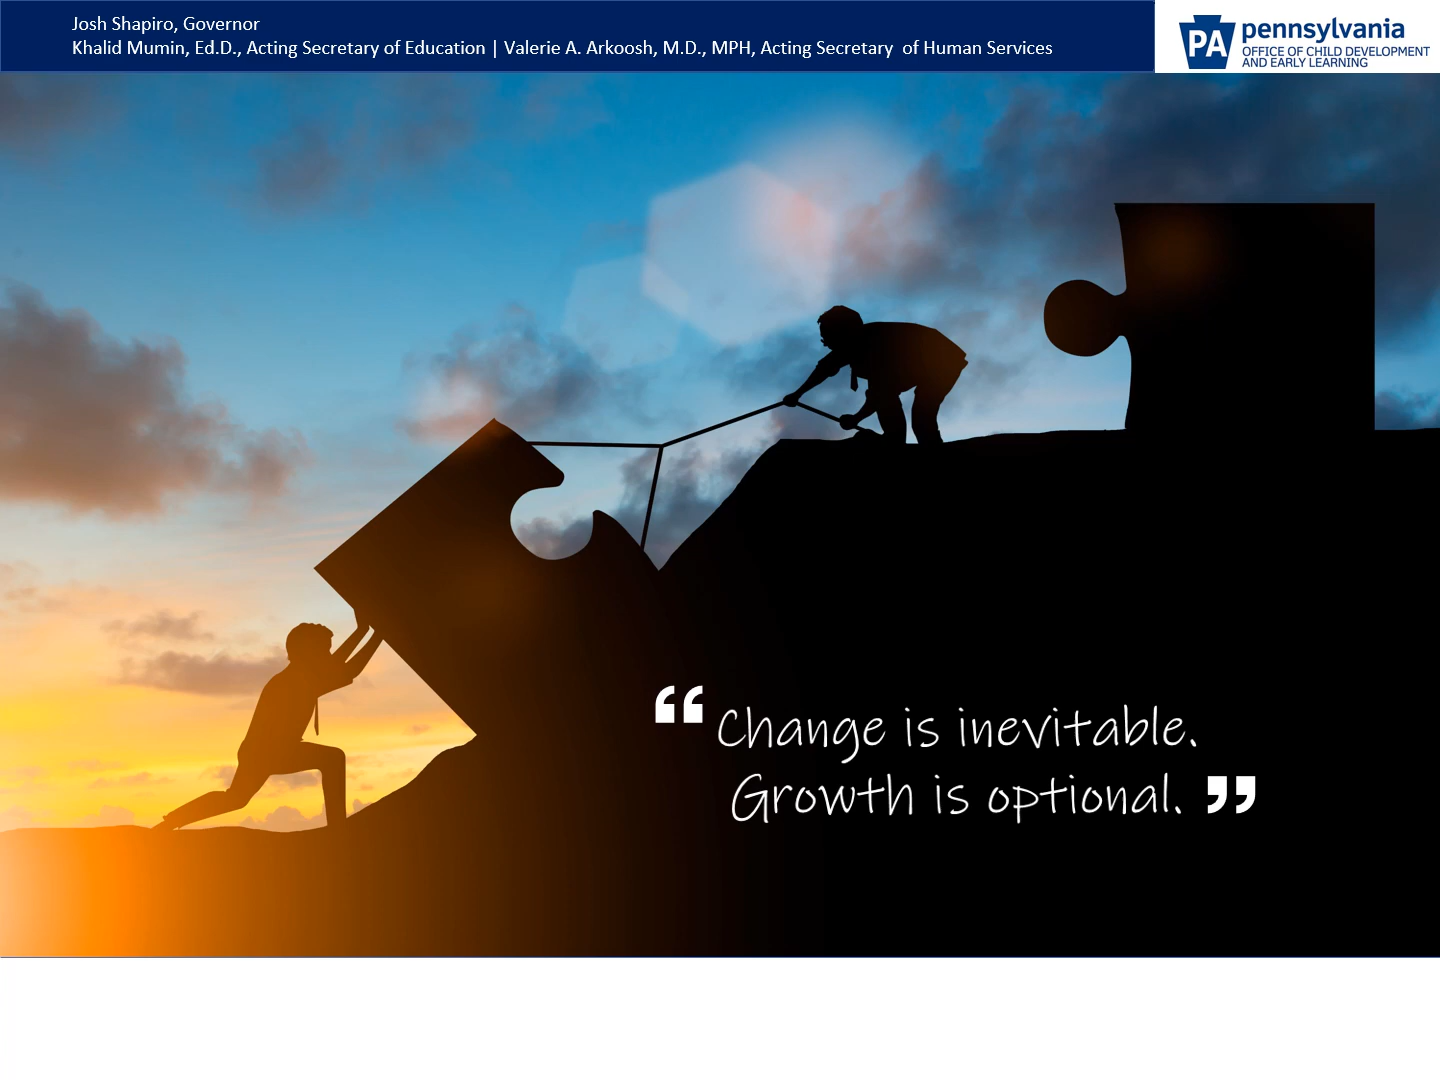 Josh Shapiro, Governor
Khalid Mumin, Ed.D., Acting Secretary of Education | Valerie A. Arkoosh, M.D., MPH, Acting Secretary  of Human Services
PA
pennsylvania
OFFICE OF CHILD DEVELOPMENT
AND EARLY LEARNING
“ Change is inevitable.
Growth is optional. ”